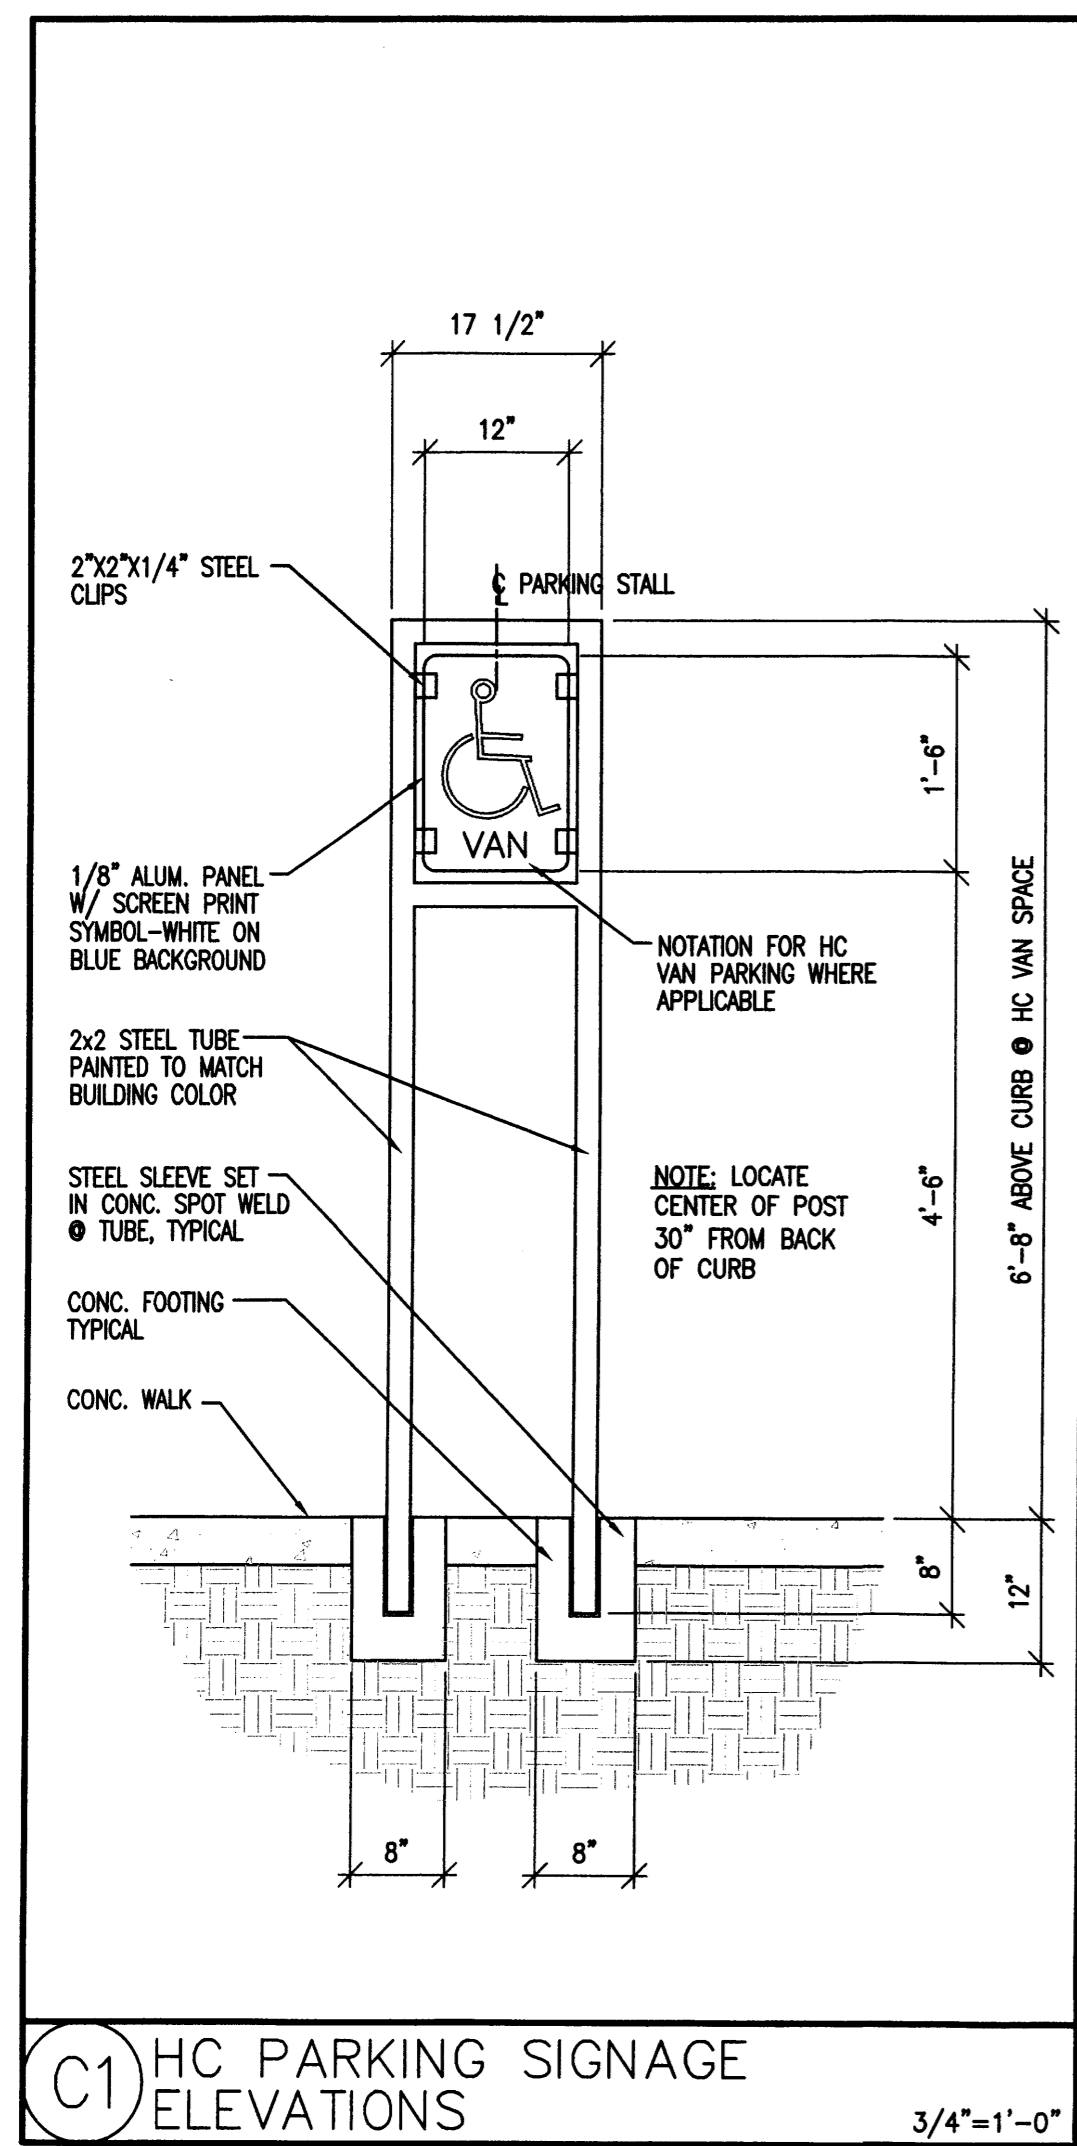 17 1/2"
12"
2"X2"X1/4" STEEL
CLIPS
℄ PARKING STALL
1'-6"
VAN
1/8" ALUM. PANEL
W/ SCREEN PRINT
SYMBOL-WHITE ON
BLUE BACKGROUND
NOTATION FOR HC
VAN PARKING WHERE
APPLICABLE
2x2 STEEL TUBE
PAINTED TO MATCH
BUILDING COLOR
STEEL SLEEVE SET
IN CONC. SPOT WELD
@ TUBE, TYPICAL
NOTE: LOCATE
CENTER OF POST
30" FROM BACK
OF CURB
4'-6"
6'-8" ABOVE CURB @ HC VAN SPACE
CONC. FOOTING
TYPICAL
CONC. WALK
8"
12"
8"
8"
C1
HC PARKING SIGNAGE
ELEVATIONS
3/4"=1'-0"